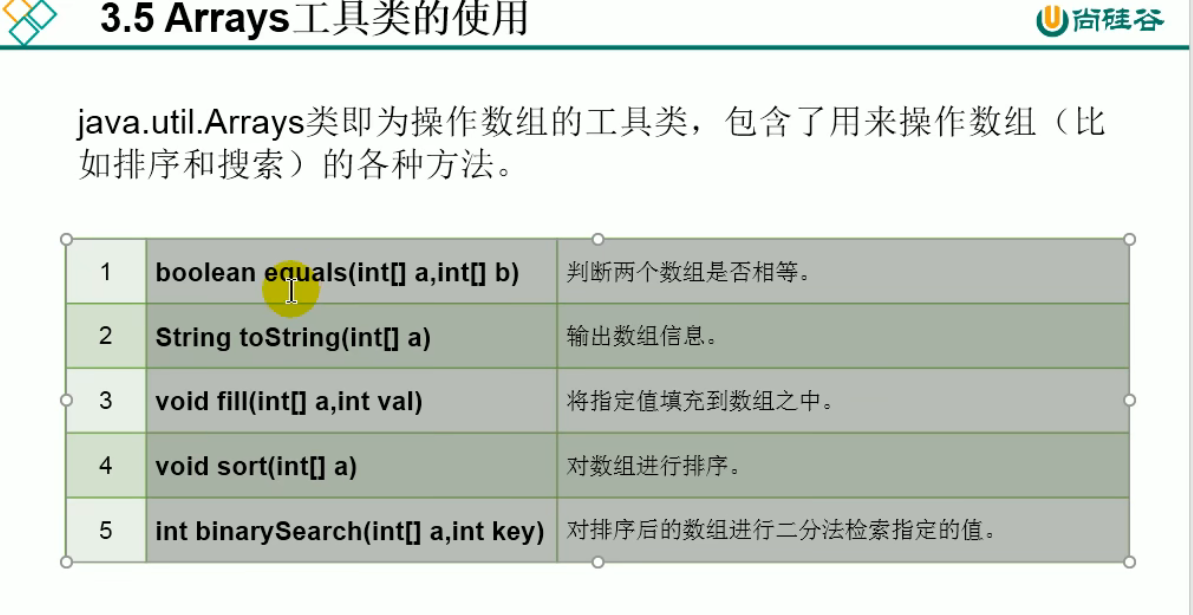 3.5 Arrays工具类的使用
尚硅谷
java.util.Arrays类即为操作数组的工具类，包含了用来操作数组（比
如排序和搜索）的各种方法。
1 boolean equals(int[] a,int[] b) 判断两个数组是否相等。
2 String toString(int[] a) 输出数组信息。
3 void fill(int[] a,int val) 将指定值填充到数组之中。
4 void sort(int[] a) 对数组进行排序。
5 int binarySearch(int[] a,int key) 对排序后的数组进行二分法检索指定的值。